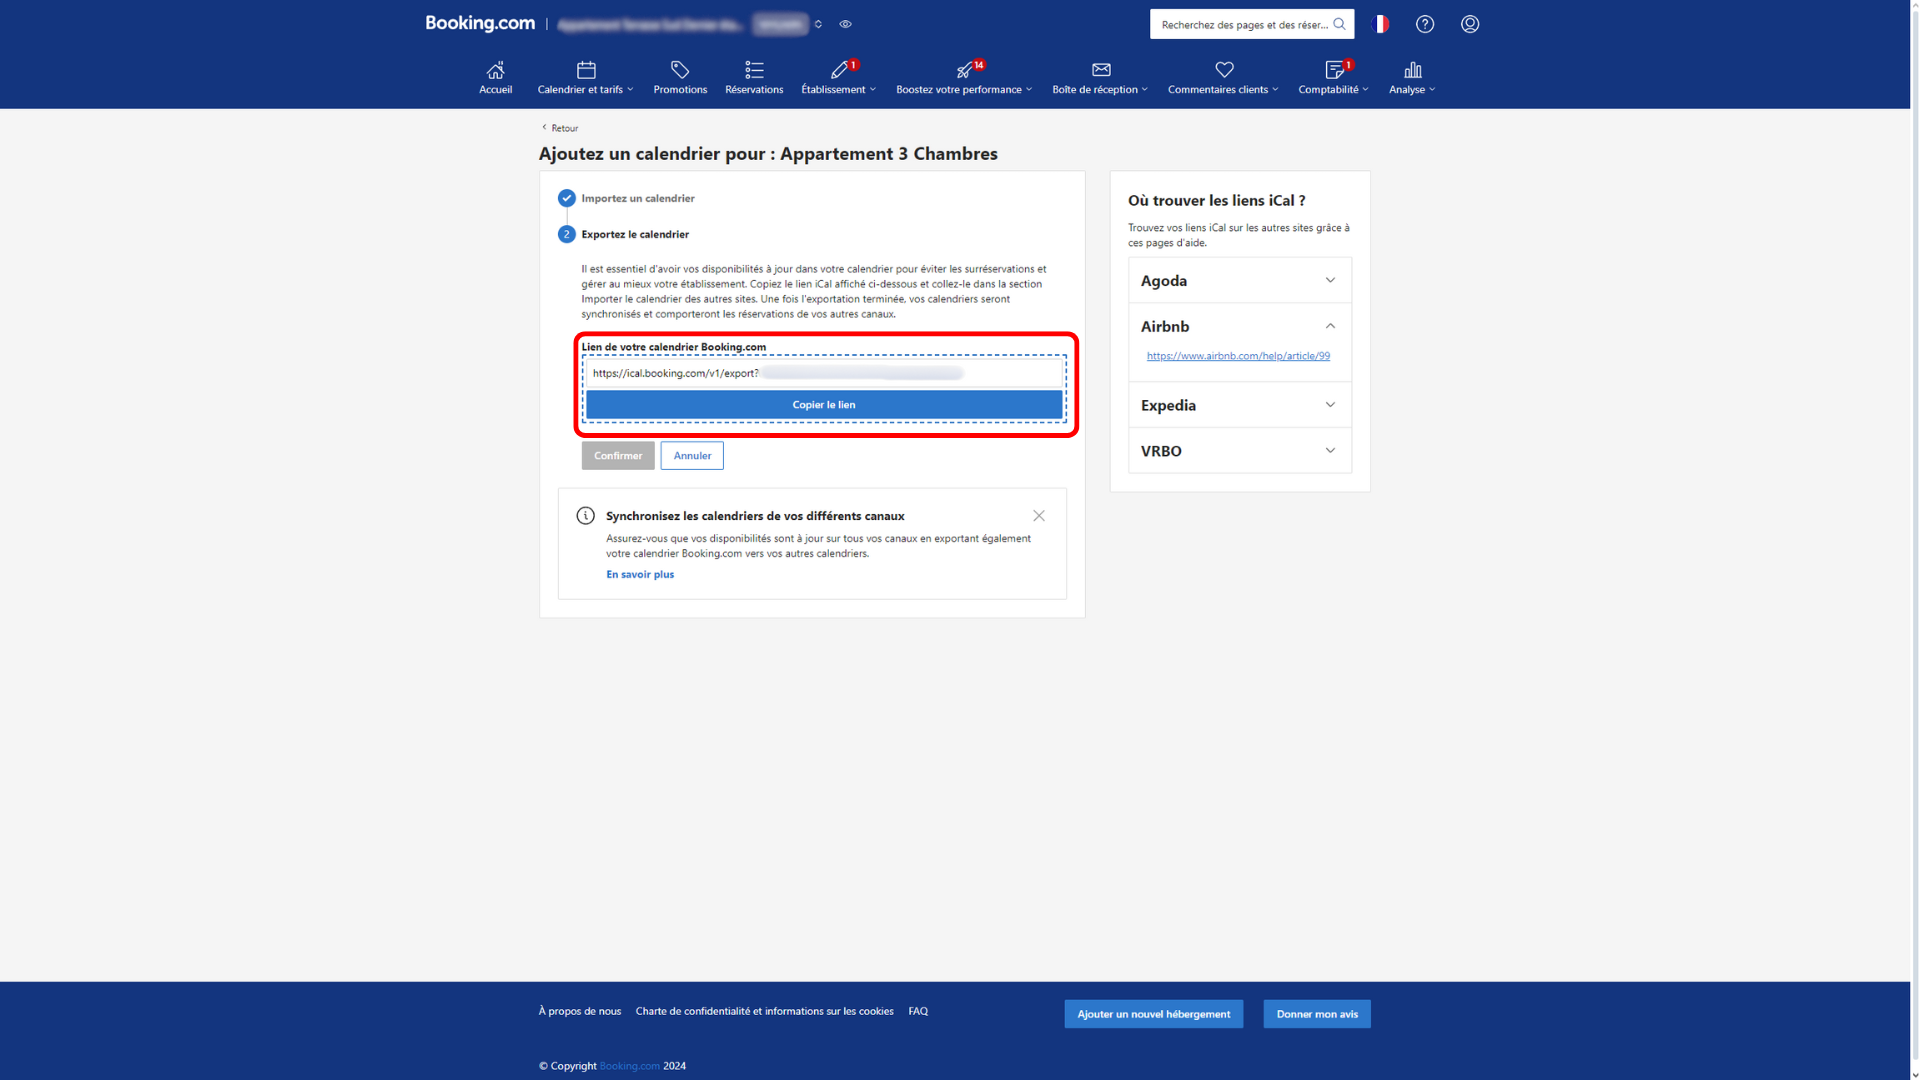 Booking.com
Recherchez des pages et des réser...
1
14
1
Accueil
Calendrier et tarifs
Promotions
Réservations
Établissement
Boostez votre performance
Boîte de réception
Commentaires clients
Comptabilité
Analyse
Retour
Ajoutez un calendrier pour : Appartement 3 Chambres
Importez un calendrier
2 Exportez le calendrier
Il est essentiel d'avoir vos disponibilités à jour dans votre calendrier pour éviter les surréservations et
gérer au mieux votre établissement. Copiez le lien iCal affiché ci-dessous et collez-le dans la section
Importer le calendrier des autres sites. Une fois l'exportation terminée, vos calendriers seront
synchronisés et comporteront les réservations de vos autres canaux.
Lien de votre calendrier Booking.com
https://ical.booking.com/v1/export?
Copier le lien
Confirmer
Annuler
Synchronisez les calendriers de vos différents canaux
Assurez-vous que vos disponibilités sont à jour sur tous vos canaux en exportant également
votre calendrier Booking.com vers vos autres calendriers.
En savoir plus
Où trouver les liens iCal ?
Trouvez vos liens iCal sur les autres sites grâce à
ces pages d'aide.
Agoda
Airbnb
https://www.airbnb.com/help/article/99
Expedia
VRBO
À propos de nous
Charte de confidentialité et informations sur les cookies
FAQ
Ajouter un nouvel hébergement
Donner mon avis
© Copyright Booking.com 2024